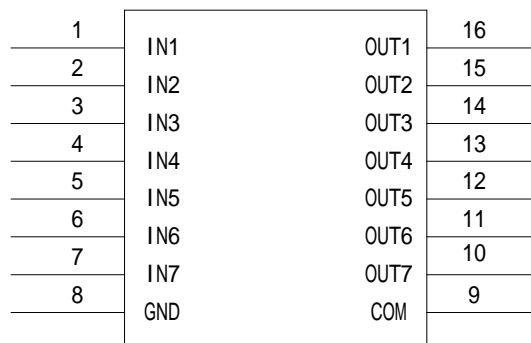 1 IN1 OUT1 16
2 IN2 OUT2 15
3 IN3 OUT3 14
4 IN4 OUT4 13
5 IN5 OUT5 12
6 IN6 OUT6 11
7 IN7 OUT7 10
8 GND COM 9